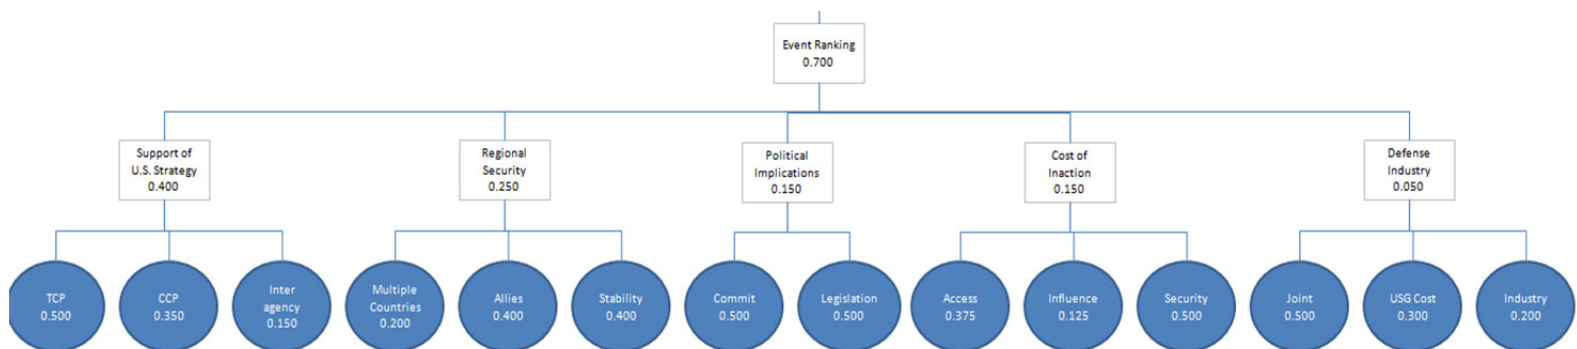 Event Ranking
0.700
Support of
U.S. Strategy
0.400
Regional
Security
0.250
Political
Implications
0.150
Cost of
Inaction
0.150
Defense
Industry
0.050
TCP
0.500
CCP
0.350
Inter
agency
0.150
Multiple
Countries
0.200
Allies
0.400
Stability
0.400
Commit
0.500
Legislation
0.500
Access
0.375
Influence
0.125
Security
0.500
Joint
0.500
USG Cost
0.300
Industry
0.200